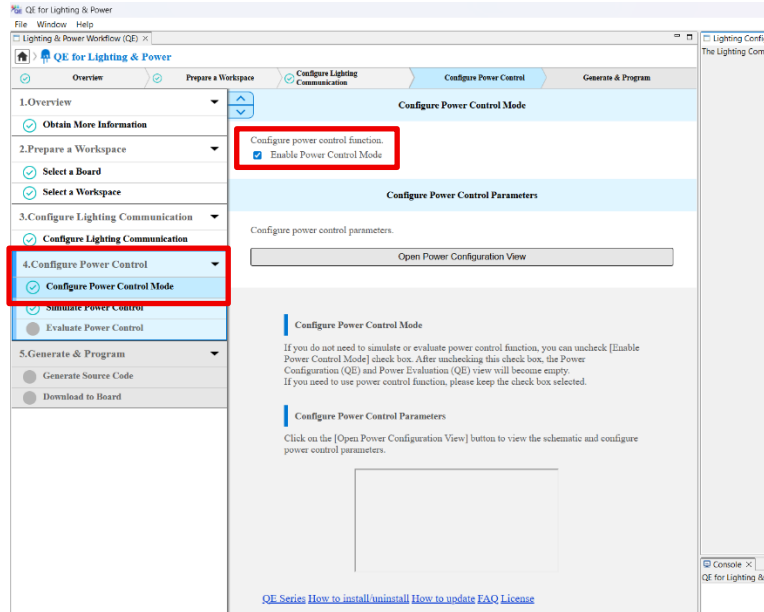 QE for Lighting & Power
File Window Help
Lighting & Power Workflow (QE)
QE for Lighting & Power
Overview
Prepare a Workspace
Configure Lighting
Communication
Configure Power Control
Generate & Program
1.Overview
Obtain More Information
2.Prepare a Workspace
Select a Board
Select a Workspace
3.Configure Lighting Communication
Configure Lighting Communication
4.Configure Power Control
Configure Power Control Mode
Simulate Power Control
Evaluate Power Control
5.Generate & Program
Generate Source Code
Download to Board
Configure Power Control Mode
Configure power control function.
Enable Power Control Mode
Configure Power Control Parameters
Configure power control parameters.
Open Power Configuration View
Configure Power Control Mode
If you do not need to simulate or evaluate power control function, you can uncheck [Enable
Power Control Mode] check box. After unchecking this check box, the Power
Configuration (QE) and Power Evaluation (QE) view will become empty.
If you need to use power control function, please keep the check box selected.
Configure Power Control Parameters
Click on the [Open Power Configuration View] button to view the schematic and configure
power control parameters.
QE Series How to install/uninstall How to update FAQ License
Lighting Confi
The Lighting Com
Console
QE for Lighting &